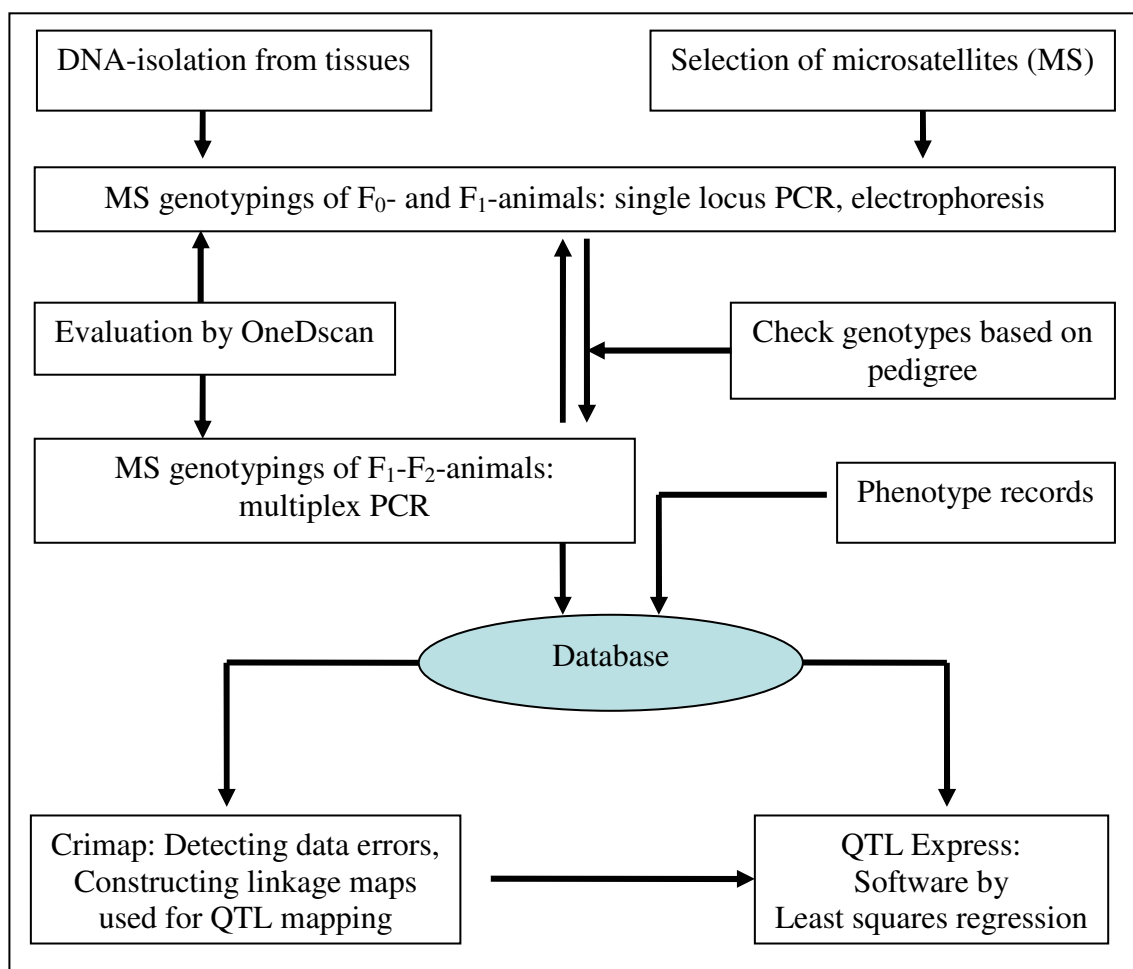 DNA-isolation from tissues
Selection of microsatellites (MS)
MS genotypings of F₀- and F₁-animals: single locus PCR, electrophoresis
Evaluation by OneDscan
Check genotypes based on
pedigree
MS genotypings of F₁-F₂-animals:
multiplex PCR
Phenotype records
Database
Crimap: Detecting data errors,
Constructing linkage maps
used for QTL mapping
QTL Express:
Software by
Least squares regression